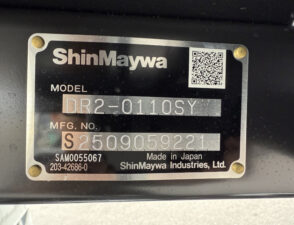 ShinMaywa
MODEL
DR2-0110SY
MFG. NO.
S2509059221
SAM0055067 Made in Japan
203-42686-0 ShinMaywa Industries, Ltd.